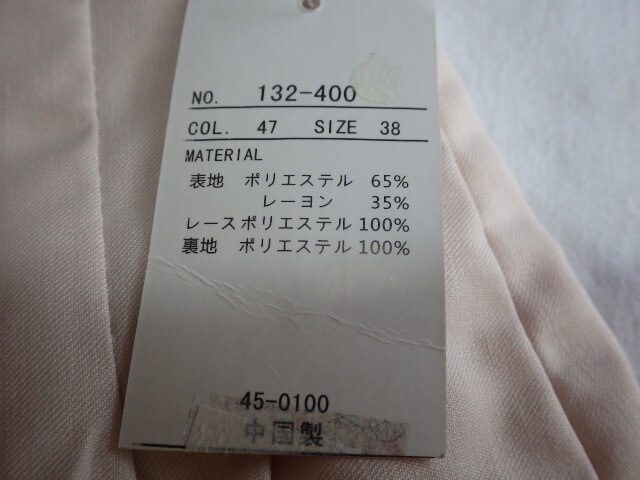 NO. 132-400
COL. 47 SIZE 38
MATERIAL
表地 ポリエステル 65%
レーヨン 35%
レースポリエステル 100%
裏地 ポリエステル 100%
45-0100
中国製